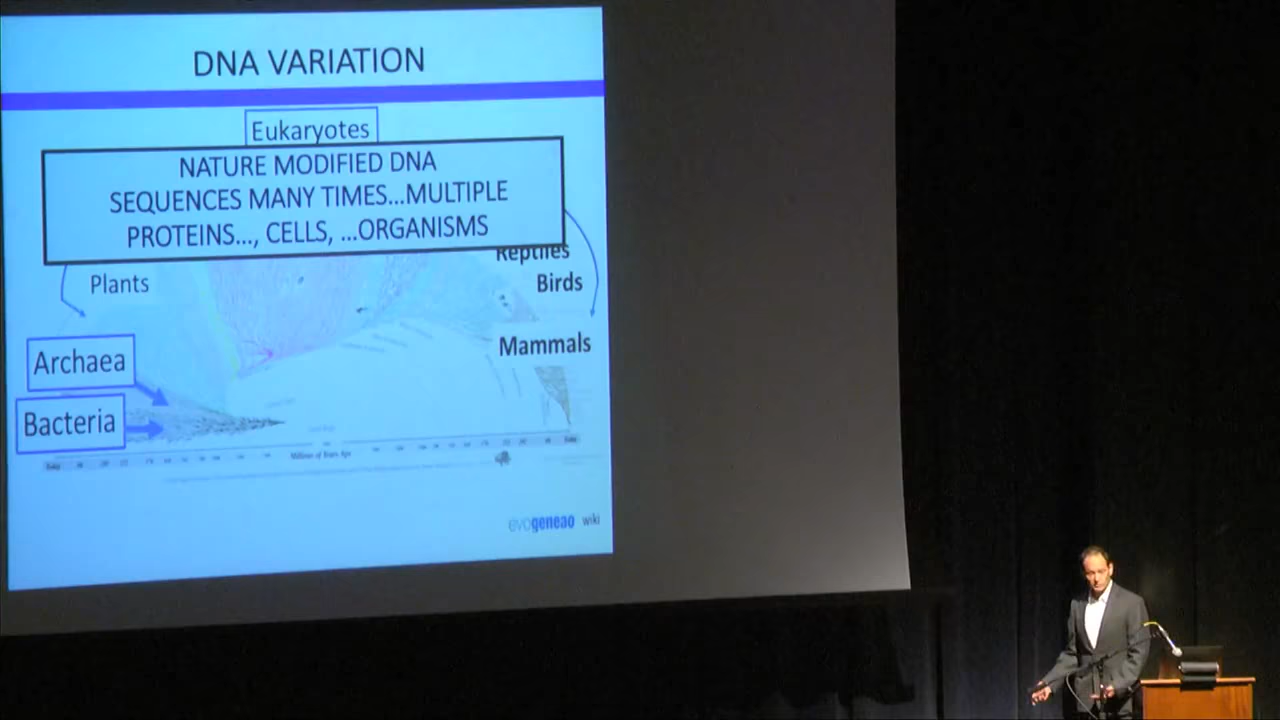 DNA VARIATION
Eukaryotes
NATURE MODIFIED DNA
SEQUENCES MANY TIMES...MULTIPLE
PROTEINS..., CELLS, ...ORGANISMS
Reptiles
Plants
Birds
Mammals
Archaea
Bacteria
Millions of Years Ago
evogeneao wiki